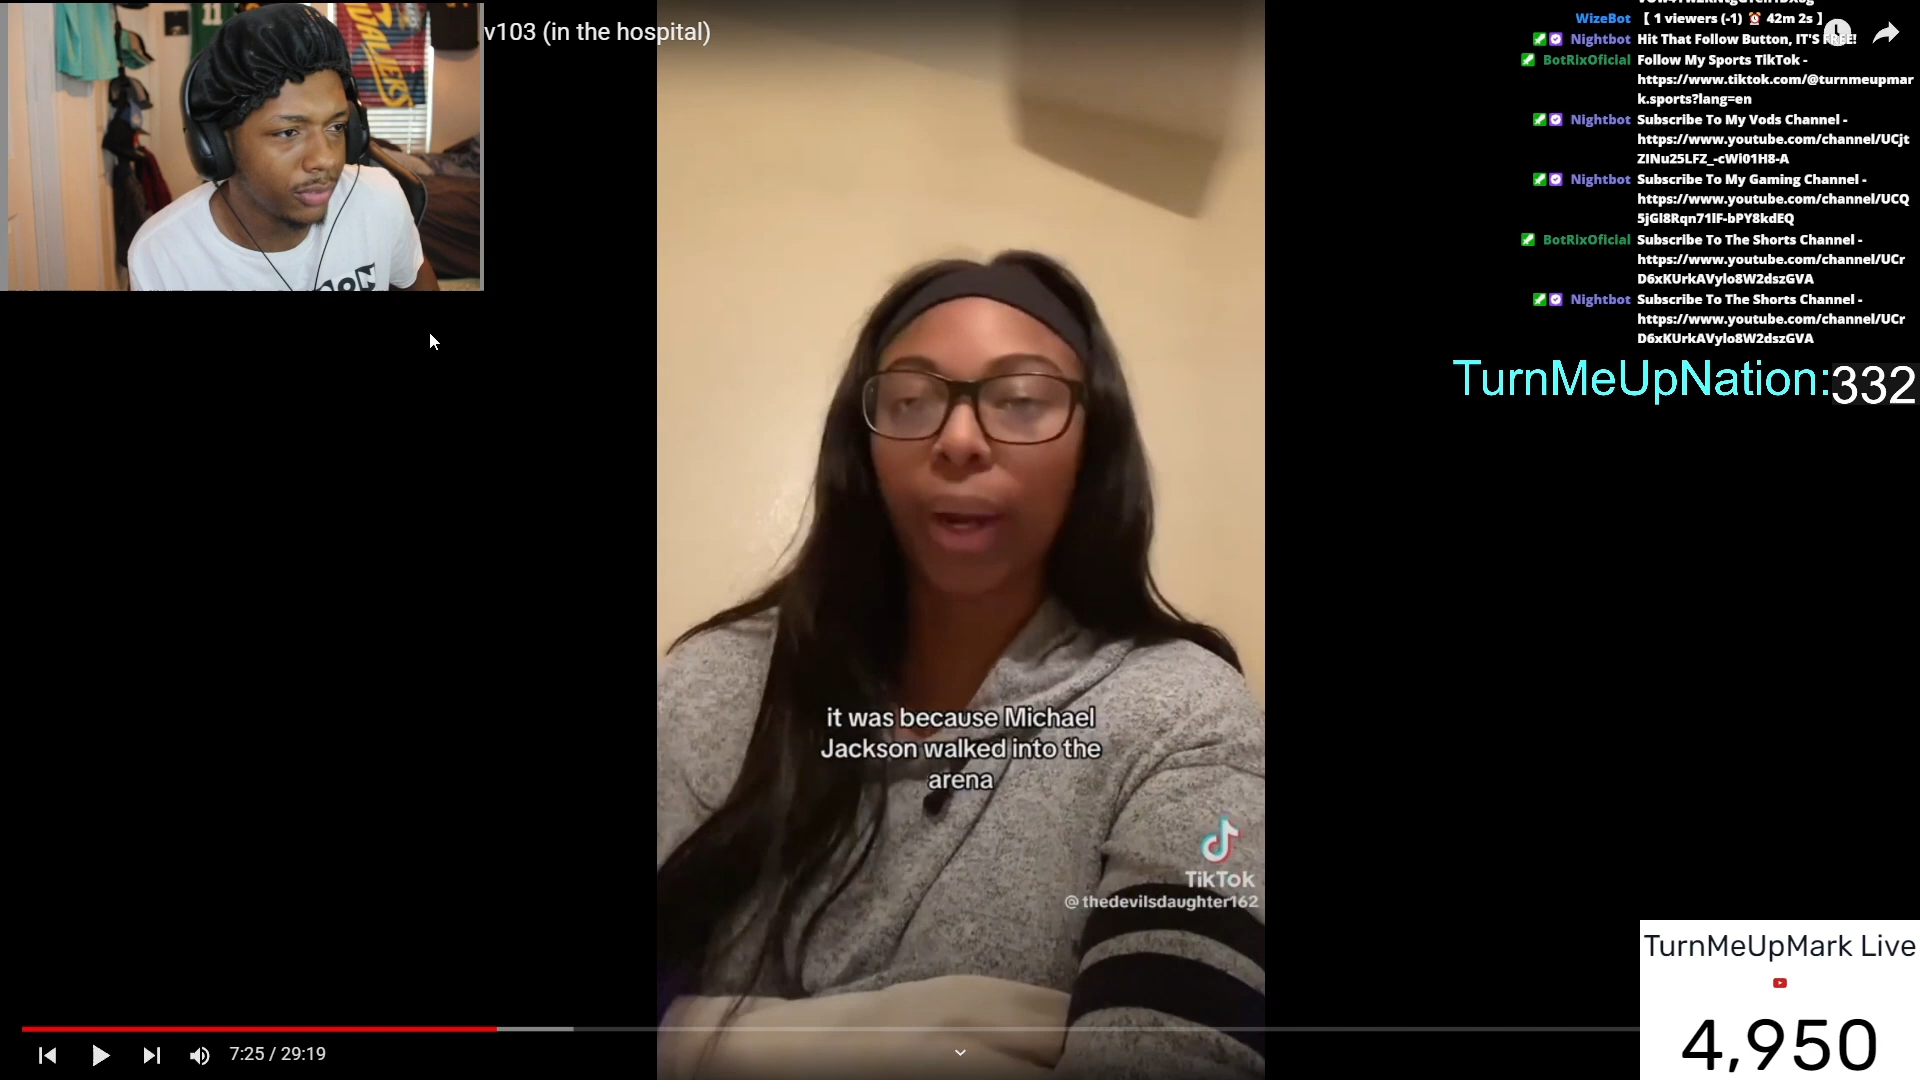 v103 (in the hospital)
WizeBot 【 1 viewers (-1) ⏰ 42m 2s 】
Nightbot Hit That Follow Button, IT'S FREE!
BotRixOficial Follow My Sports TikTok -
https://www.tiktok.com/@turnmeupmar
k.sports?lang=en
Nightbot Subscribe To My Vods Channel -
https://www.youtube.com/channel/UCjt
ZINu25LFZ_-cWi01H8-A
Nightbot Subscribe To My Gaming Channel -
https://www.youtube.com/channel/UCQ
5jGl8Rqn71IF-bPY8kdEQ
BotRixOficial Subscribe To The Shorts Channel -
https://www.youtube.com/channel/UCr
D6xKUrkAVylo8W2dszGVA
Nightbot Subscribe To The Shorts Channel -
https://www.youtube.com/channel/UCr
D6xKUrkAVylo8W2dszGVA
TurnMeUpNation:332
it was because Michael
Jackson walked into the
arena
TikTok
@thedevilsdaughter162
TurnMeUpMark Live
4,950
7:25 / 29:19